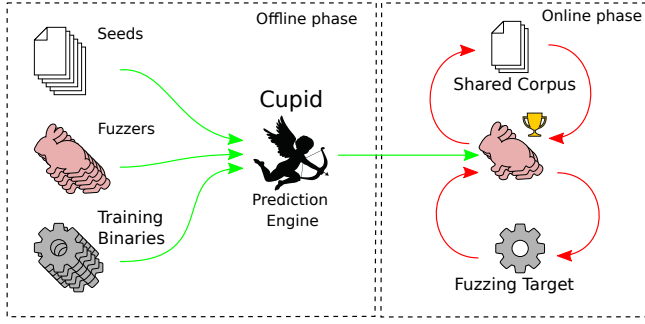 Offline phase
Seeds
Fuzzers
Training
Binaries
Cupid
Prediction
Engine
Online phase
Shared Corpus
Fuzzing Target